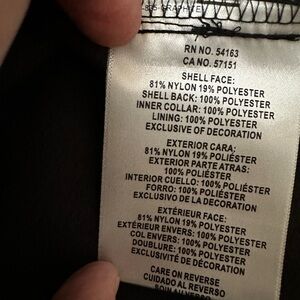 GRAPHITE
RN NO. 54163
CA NO. 57151
SHELL FACE:
81% NYLON 19% POLYESTER
SHELL BACK: 100% POLYESTER
INNER COLLAR: 100% POLYESTER
LINING: 100% POLYESTER
EXCLUSIVE OF DECORATION
EXTERIOR CARA:
81% NYLON 19% POLIÉSTER
EXTERIOR PARTE ATRAS:
100% POLIÉSTER
INTERIOR CUELLO: 100% POLIÉSTER
FORRO: 100% POLIÉSTER
EXCLUSIVO DE LA DECORACIÓN
EXTÉRIEUR FACE:
81% NYLON 19% POLYESTER
EXTÉRIEUR ENVERS: 100% POLYESTER
COL ENVERS: 100% POLYESTER
DOUBLURE: 100% POLYESTER
EXCLUSIVITÉ DE DÉCORATION
CARE ON REVERSE
CUIDADO AL REVERSO